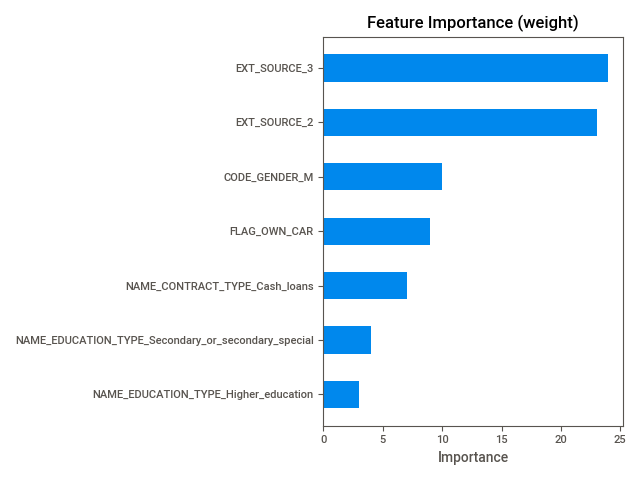 Feature Importance (weight)
EXT_SOURCE_3
EXT_SOURCE_2
CODE_GENDER_M
FLAG_OWN_CAR
NAME_CONTRACT_TYPE_Cash_loans
NAME_EDUCATION_TYPE_Secondary_or_secondary_special
NAME_EDUCATION_TYPE_Higher_education
0 5 10 15 20 25
Importance